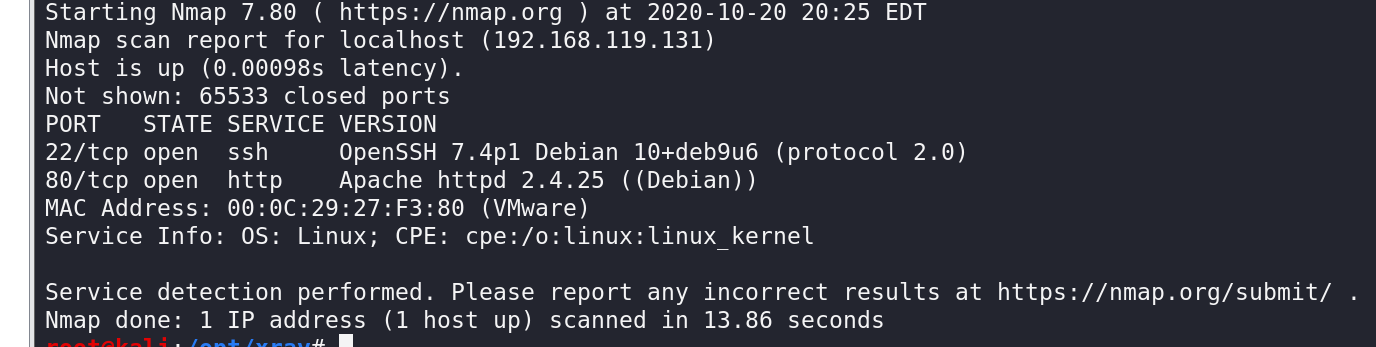 Starting Nmap 7.80 ( https://nmap.org ) at 2020-10-20 20:25 EDT
Nmap scan report for localhost (192.168.119.131)
Host is up (0.00098s latency).
Not shown: 65533 closed ports
PORT   STATE SERVICE VERSION
22/tcp open  ssh     OpenSSH 7.4p1 Debian 10+deb9u6 (protocol 2.0)
80/tcp open  http    Apache httpd 2.4.25 ((Debian))
MAC Address: 00:0C:29:27:F3:80 (VMware)
Service Info: OS: Linux; CPE: cpe:/o:linux:linux_kernel
Service detection performed. Please report any incorrect results at https://nmap.org/submit/ .
Nmap done: 1 IP address (1 host up) scanned in 13.86 seconds
root@kali:/opt/xray#